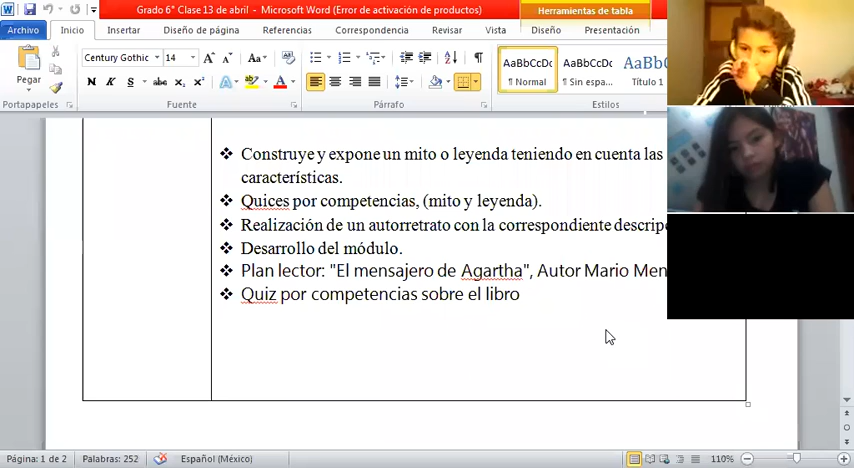 Grado 6° Clase 13 de abril - Microsoft Word (Error de activación de productos)
Herramientas de tabla
Archivo Inicio Insertar Diseño de página Referencias Correspondencia Revisar Vista Diseño Presentación
Century Gothic 14
Pegar
N K S abc x₂ x²
AaBbCcDc AaBbCcDc AaBbC
¶ Normal ¶ Sin espa... Título 1
Portapapeles Fuente Párrafo Estilos
❖ Construye y expone un mito o leyenda teniendo en cuenta las
características.
❖ Quices por competencias, (mito y leyenda).
❖ Realización de un autorretrato con la correspondiente descripc
❖ Desarrollo del módulo.
❖ Plan lector: "El mensajero de Agartha", Autor Mario Men
❖ Quiz por competencias sobre el libro
Página: 1 de 2 Palabras: 252 Español (México) 110%